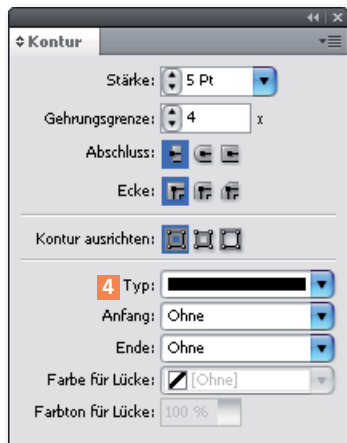 Kontur
Stärke: 5 Pt
Gehrungsgrenze: 4 x
Abschluss:
Ecke:
Kontur ausrichten:
4 Typ:
Anfang: Ohne
Ende: Ohne
Farbe für Lücke: [Ohne]
Farbton für Lücke: 100 %